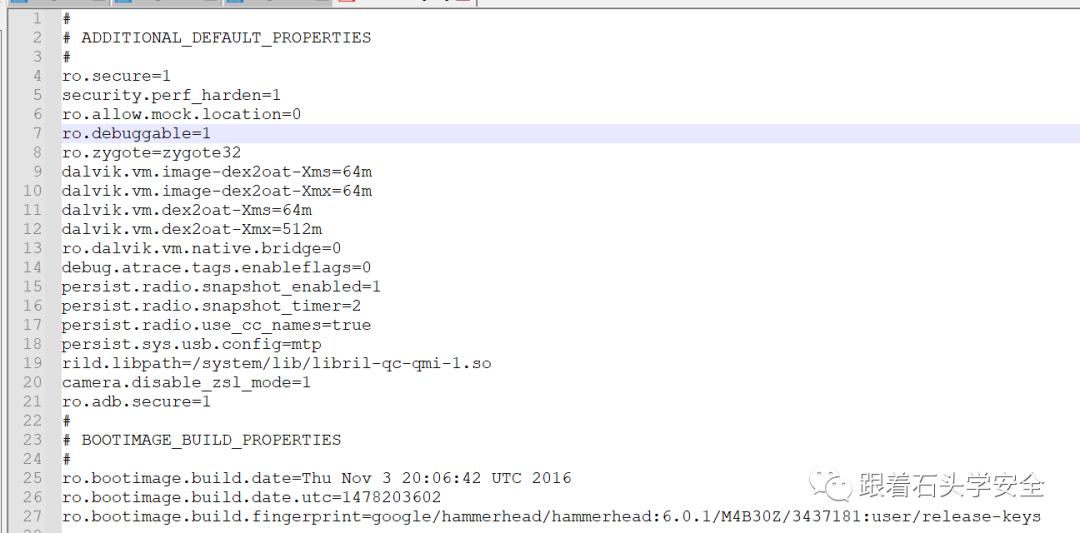 1 #
2 # ADDITIONAL_DEFAULT_PROPERTIES
3 #
4 ro.secure=1
5 security.perf_harden=1
6 ro.allow.mock.location=0
7 ro.debuggable=1
8 ro.zygote=zygote32
9 dalvik.vm.image-dex2oat-Xms=64m
10 dalvik.vm.image-dex2oat-Xmx=64m
11 dalvik.vm.dex2oat-Xms=64m
12 dalvik.vm.dex2oat-Xmx=512m
13 ro.dalvik.vm.native.bridge=0
14 debug.atrace.tags.enableflags=0
15 persist.radio.snapshot_enabled=1
16 persist.radio.snapshot_timer=2
17 persist.radio.use_cc_names=true
18 persist.sys.usb.config=mtp
19 rild.libpath=/system/lib/libril-qc-qmi-1.so
20 camera.disable_zsl_mode=1
21 ro.adb.secure=1
22 #
23 # BOOTIMAGE_BUILD_PROPERTIES
24 #
25 ro.bootimage.build.date=Thu Nov 3 20:06:42 UTC 2016
26 ro.bootimage.build.date.utc=1478203602
27 ro.bootimage.build.fingerprint=google/hammerhead/hammerhead:6.0.1/M4B30Z/3437181:user/release-keys
跟着石头学安全